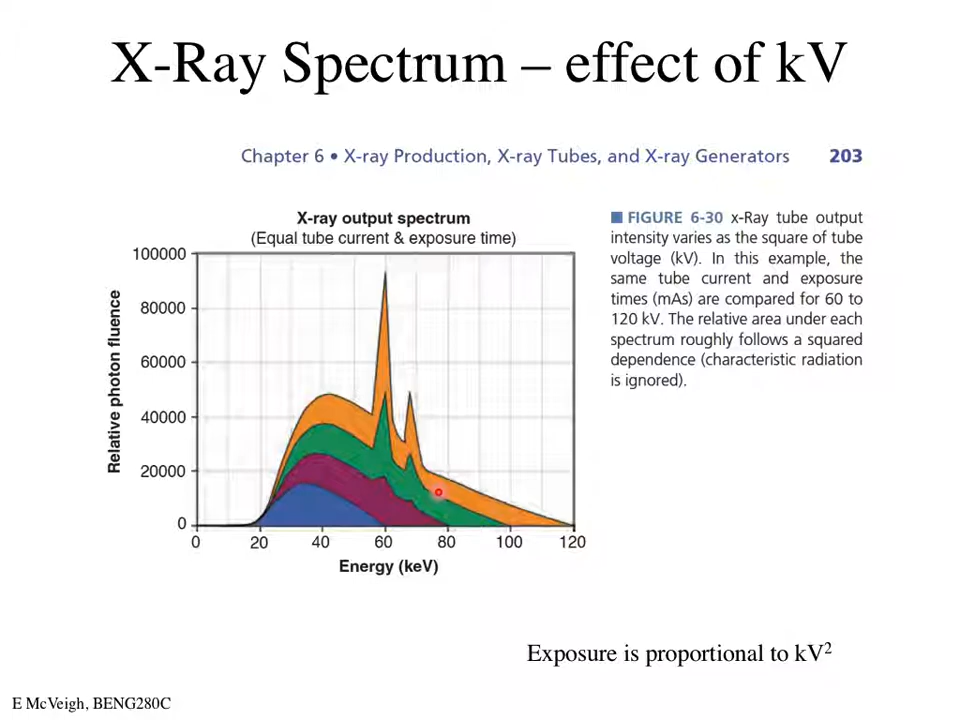 X-Ray Spectrum – effect of kV
Chapter 6 • X-ray Production, X-ray Tubes, and X-ray Generators 203
X-ray output spectrum
(Equal tube current & exposure time)
Relative photon fluence
100000
80000
60000
40000
20000
0
0 20 40 60 80 100 120
Energy (keV)
■ FIGURE 6-30 x-Ray tube output
intensity varies as the square of tube
voltage (kV). In this example, the
same tube current and exposure
times (mAs) are compared for 60 to
120 kV. The relative area under each
spectrum roughly follows a squared
dependence (characteristic radiation
is ignored).
Exposure is proportional to kV²
E McVeigh, BENG280C